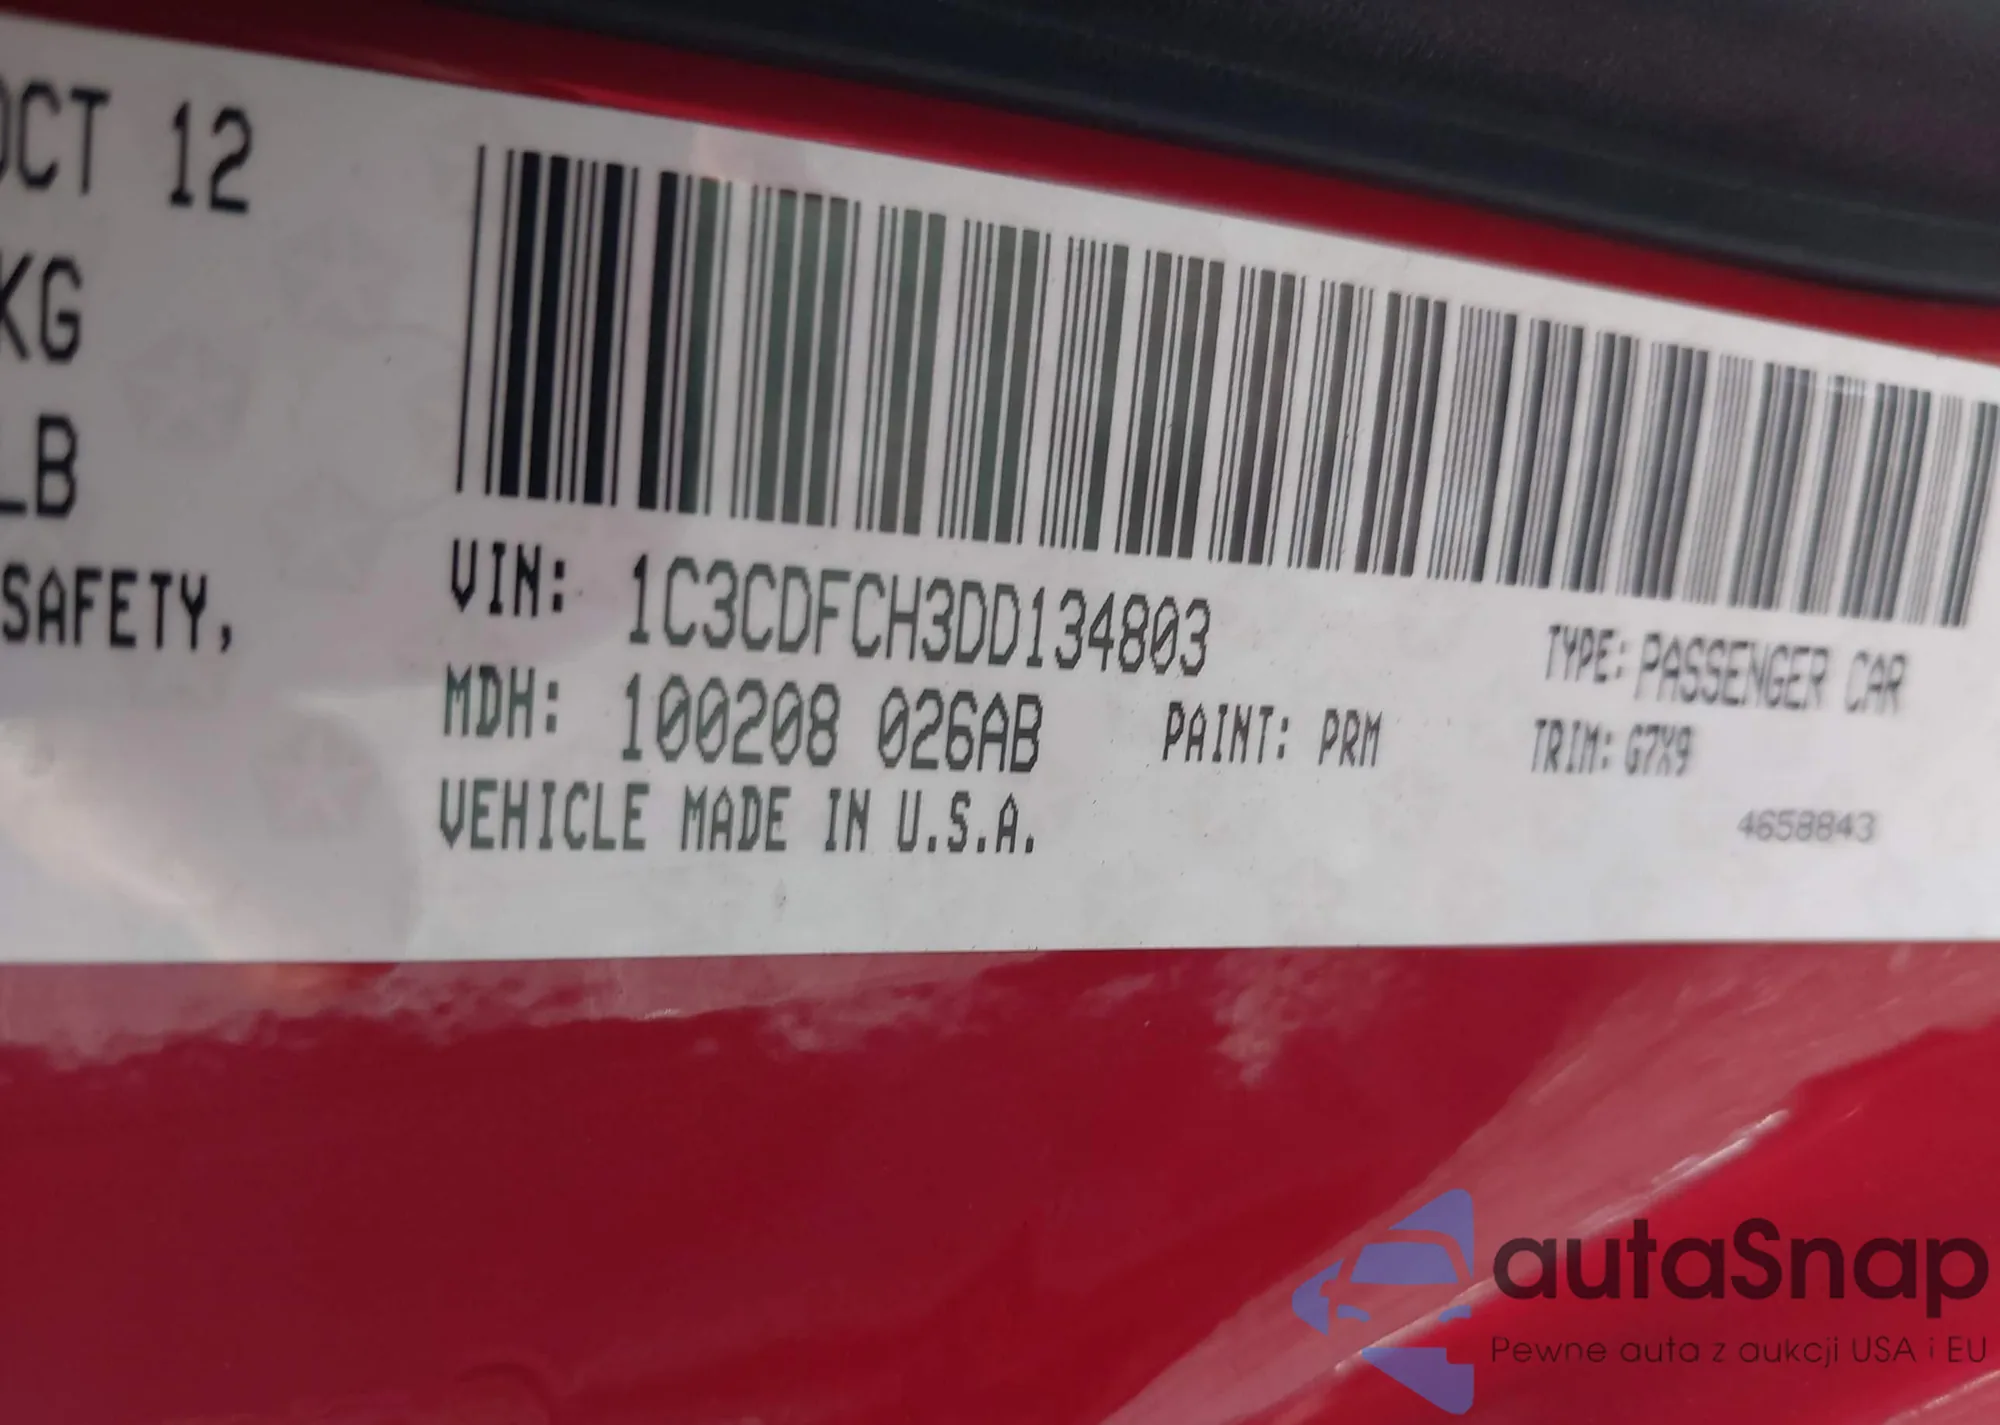 OCT 12
KG
LB
SAFETY,
VIN: 1C3CDFCH3DD134803
MDH: 100208 026AB
PAINT: PRM
VEHICLE MADE IN U.S.A.
TYPE: PASSENGER CAR
TRIM: G7X9
4658843
autaSnap
Pewne auta z aukcji USA i EU